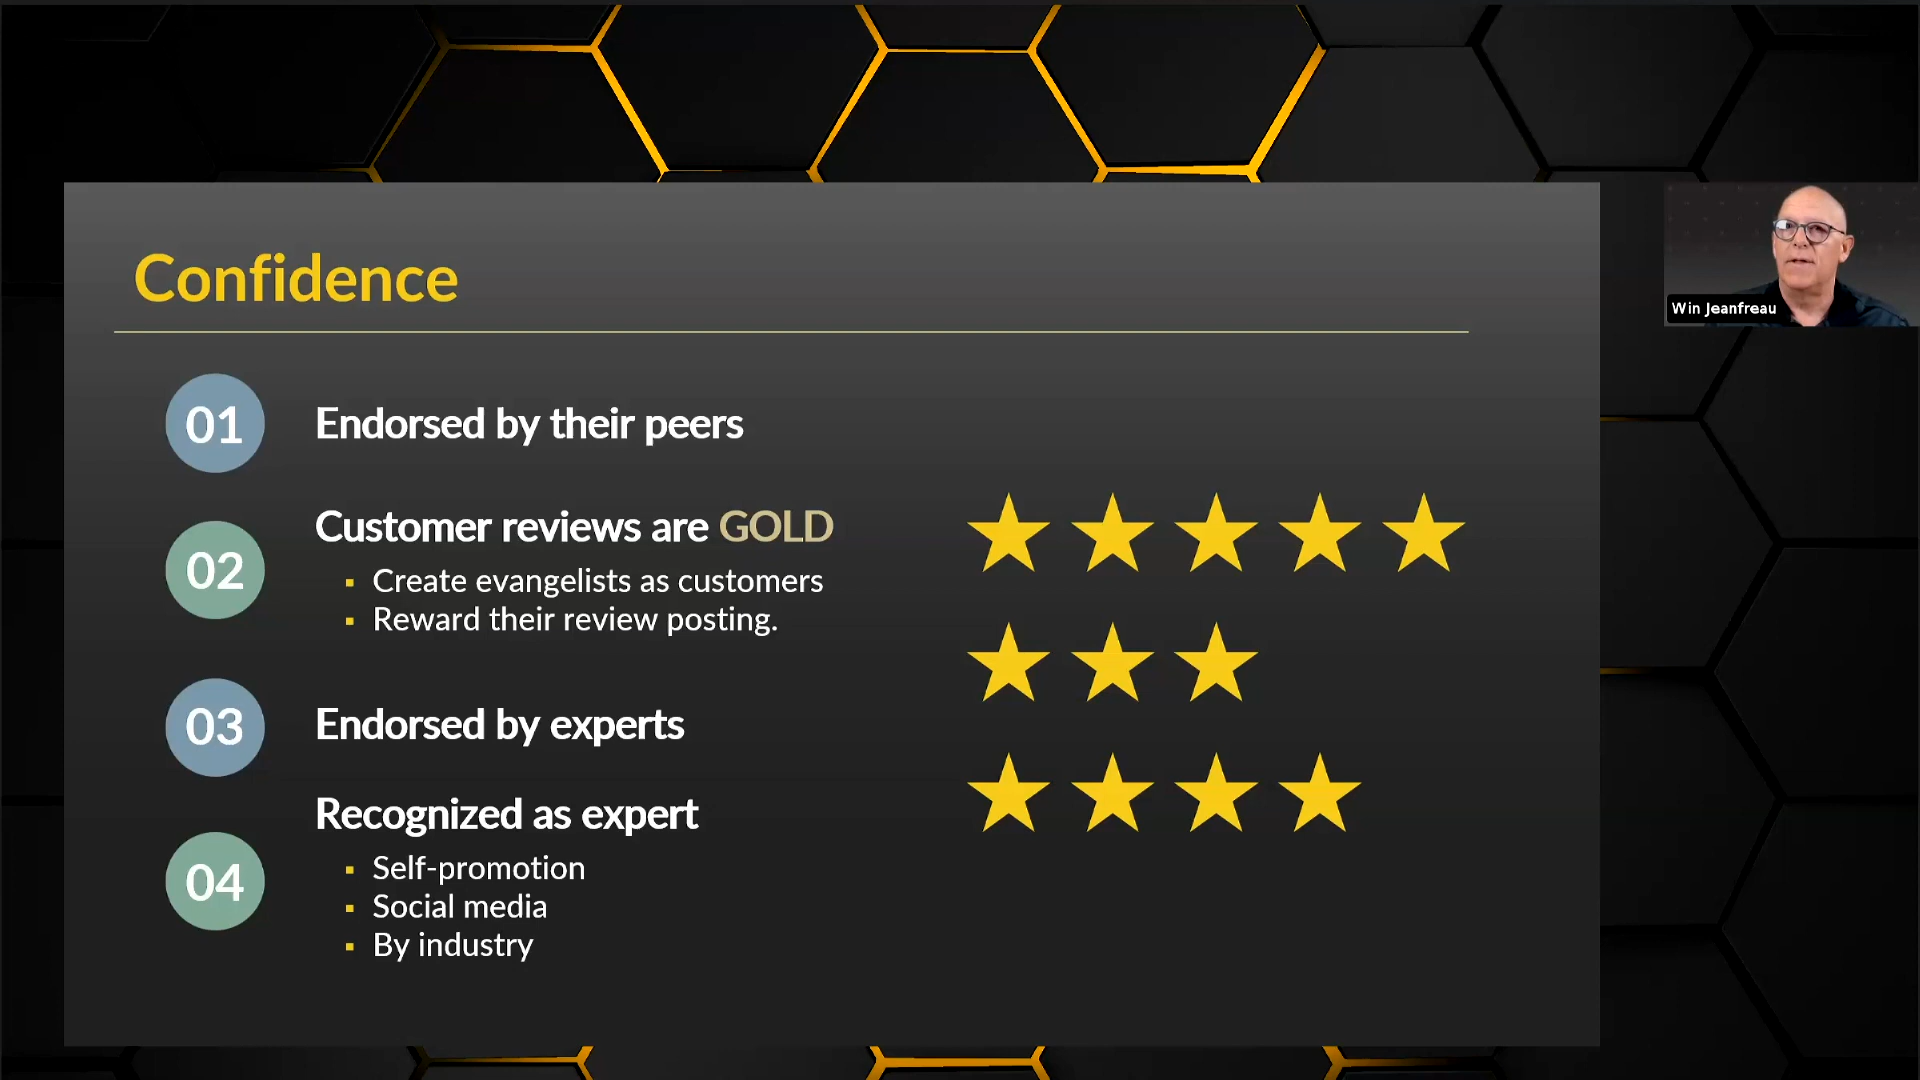 Confidence
01
Endorsed by their peers
02
Customer reviews are GOLD
▪ Create evangelists as customers
▪ Reward their review posting.
03
Endorsed by experts
04
Recognized as expert
▪ Self-promotion
▪ Social media
▪ By industry
Win Jeanfreau